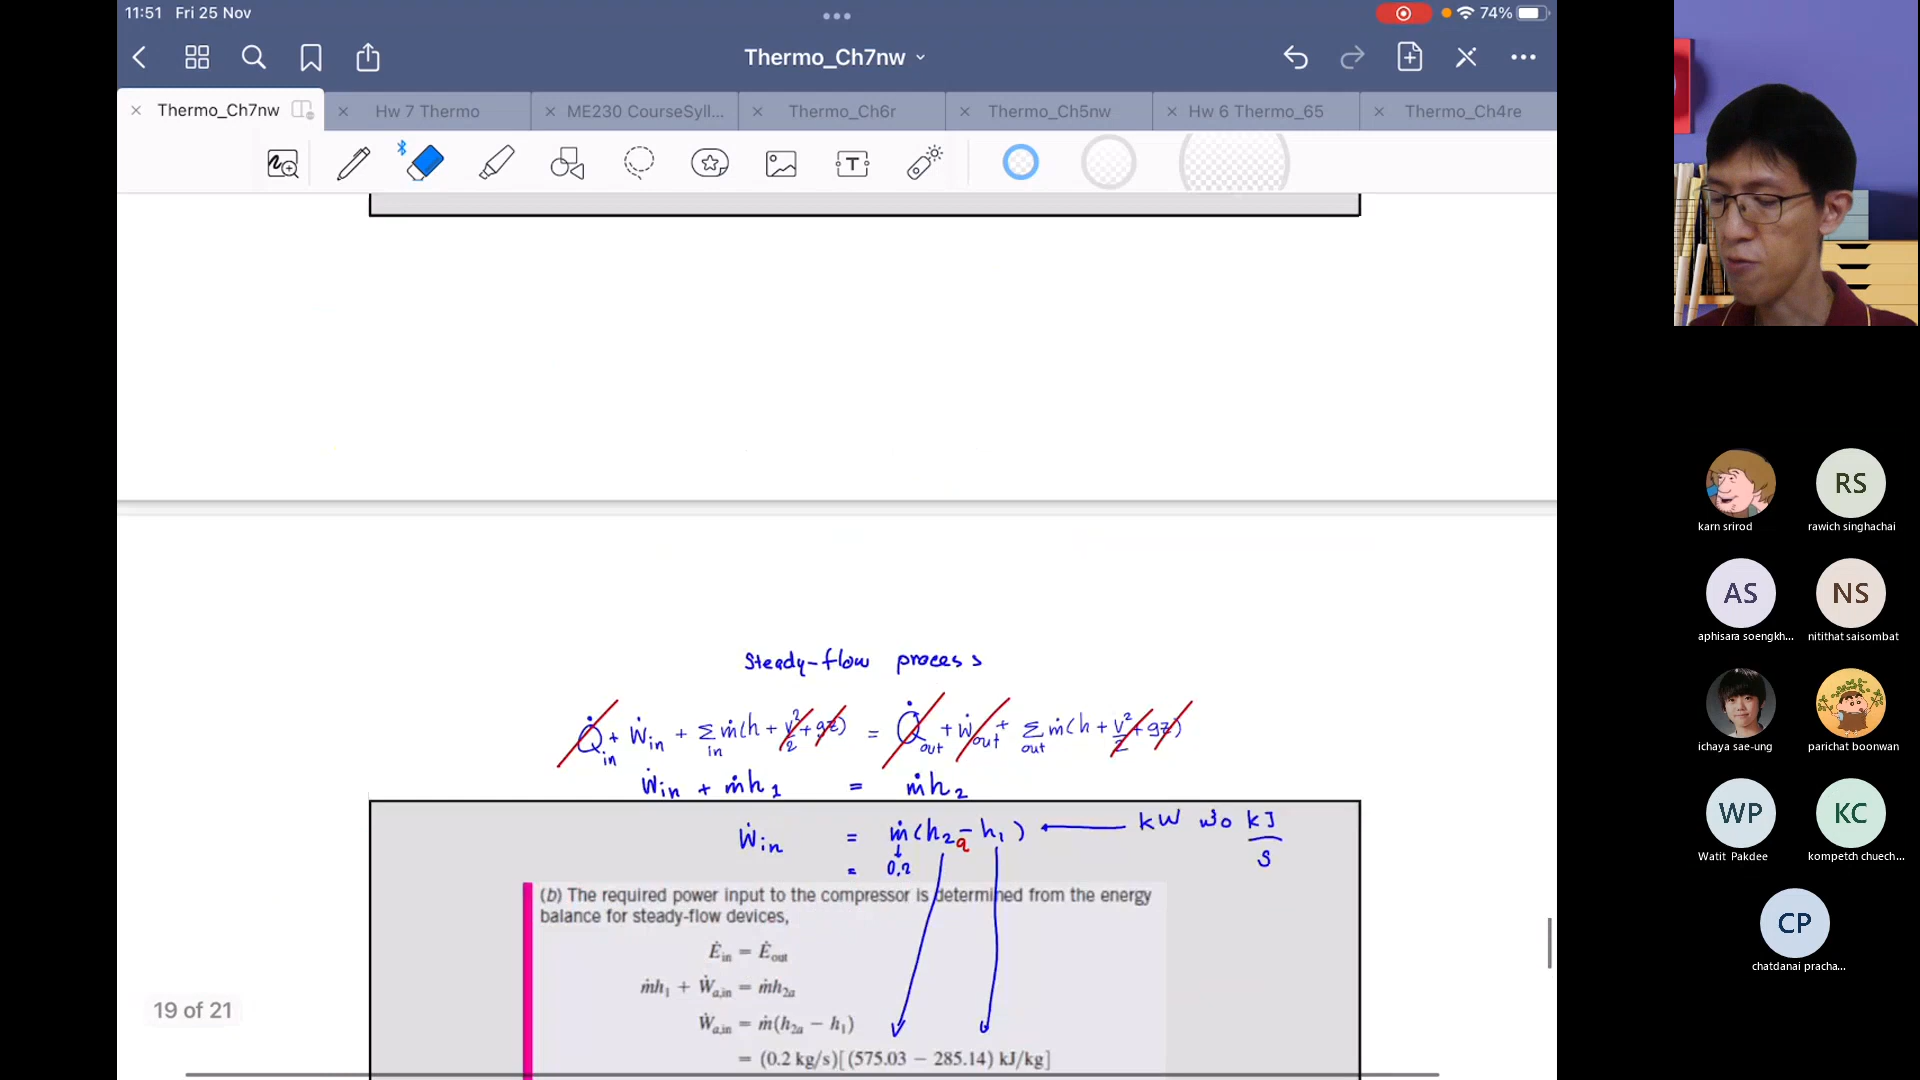 11:51 Fri 25 Nov
74%
Thermo_Ch7nw
Thermo_Ch7nw
Hw 7 Thermo
ME230 CourseSyll...
Thermo_Ch6r
Thermo_Ch5nw
Hw 6 Thermo_65
Thermo_Ch4re
Steady-flow process
Q̇in + Ẇin + Σin ṁ(h + v²/2 + gz) = Q̇out + Ẇout + Σout ṁ(h + v²/2 + gz)
Ẇin + ṁh₁ = ṁh₂
Ẇin = ṁ(h₂a − h₁) ← kW หรือ kJ/s
= 0.2
(b) The required power input to the compressor is determined from the energy
balance for steady-flow devices,
Ėin = Ėout
ṁh₁ + Ẇa,in = ṁh₂a
Ẇa,in = ṁ(h₂a − h₁)
= (0.2 kg/s)[(575.03 − 285.14) kJ/kg]
19 of 21
karn srirod
RS
rawich singhachai
AS
aphisara soengkh...
NS
nitithat saisombat
ichaya sae-ung
parichat boonwan
WP
Watit Pakdee
KC
kompetch chuech...
CP
chatdanai pracha...